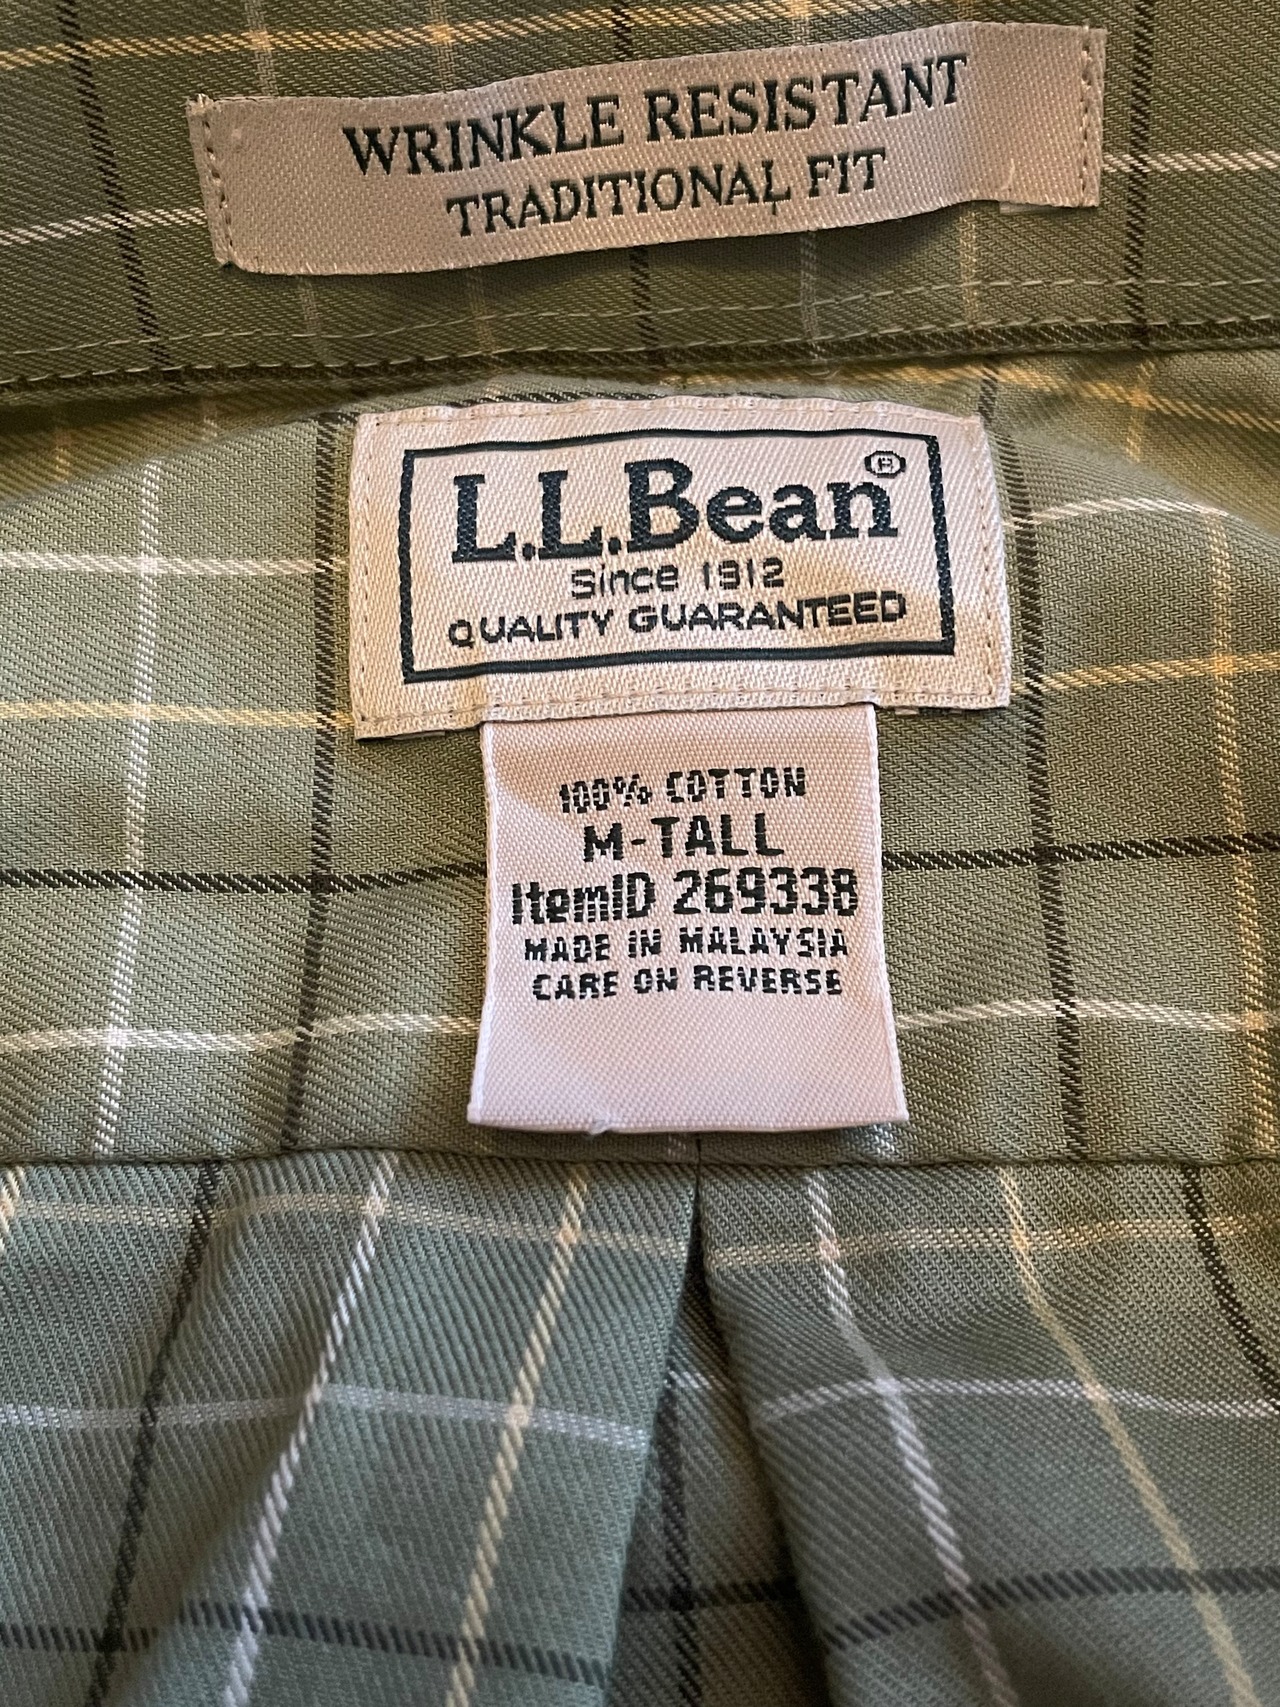 WRINKLE RESISTANT
TRADITIONAL FIT
L.L.Bean®
Since 1912
QUALITY GUARANTEED
100% COTTON
M-TALL
ItemID 269338
MADE IN MALAYSIA
CARE ON REVERSE